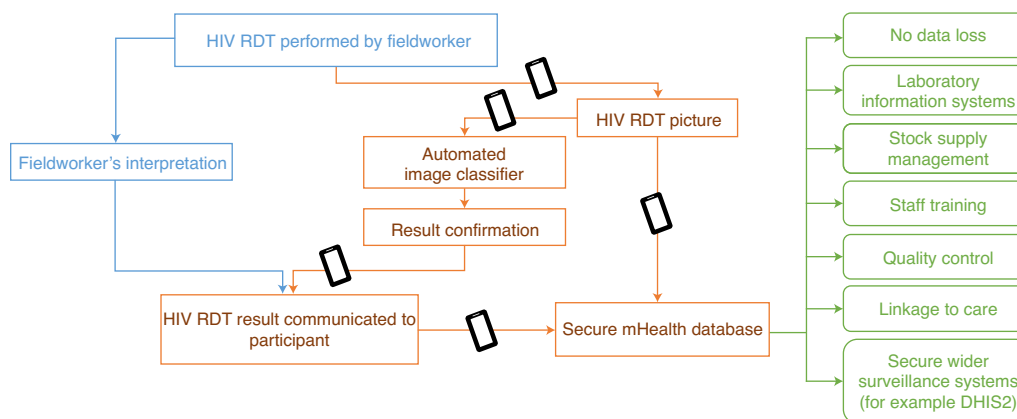 HIV RDT performed by fieldworker
HIV RDT picture
Fieldworker's interpretation
Automated
image classifier
Result confirmation
HIV RDT result communicated to
participant
Secure mHealth database
No data loss
Laboratory
information systems
Stock supply
management
Staff training
Quality control
Linkage to care
Secure wider
surveillance systems
(for example DHIS2)